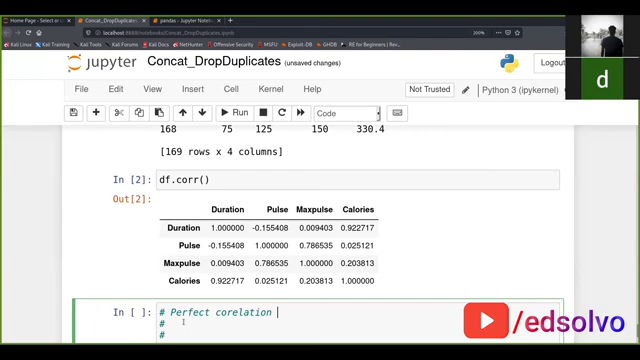 Home Page - Select or
Concat_DropDuplicates
pandas - Jupyter Noteb
localhost:8888/notebooks/Concat_DropDuplicates.ipynb
200%
Kali Linux Kali Training Kali Tools Kali Forums Kali Docs NetHunter Offensive Security MSFU Exploit-DB GHDB RE for Beginners
d
jupyter Concat_DropDuplicates (unsaved changes)
Logout
File Edit View Insert Cell Kernel Help
Not Trusted Python 3 (ipykernel)
Run Code
168 75 125 150 330.4
[169 rows x 4 columns]
In [2]: df.corr()
Out[2]:
Duration Pulse Maxpulse Calories
Duration 1.000000 -0.155408 0.009403 0.922717
Pulse -0.155408 1.000000 0.786535 0.025121
Maxpulse 0.009403 0.786535 1.000000 0.203813
Calories 0.922717 0.025121 0.203813 1.000000
In [ ]: # Perfect corelation
#
#
/edsolvo